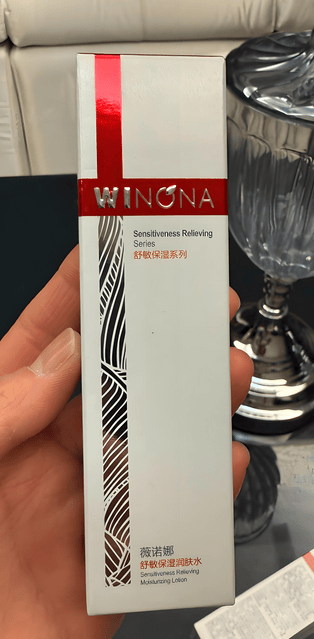 WINONA
Sensitiveness Relieving
Series
舒敏保湿系列
薇诺娜
舒敏保湿润肤水
Sensitiveness Relieving
Moisturizing Lotion